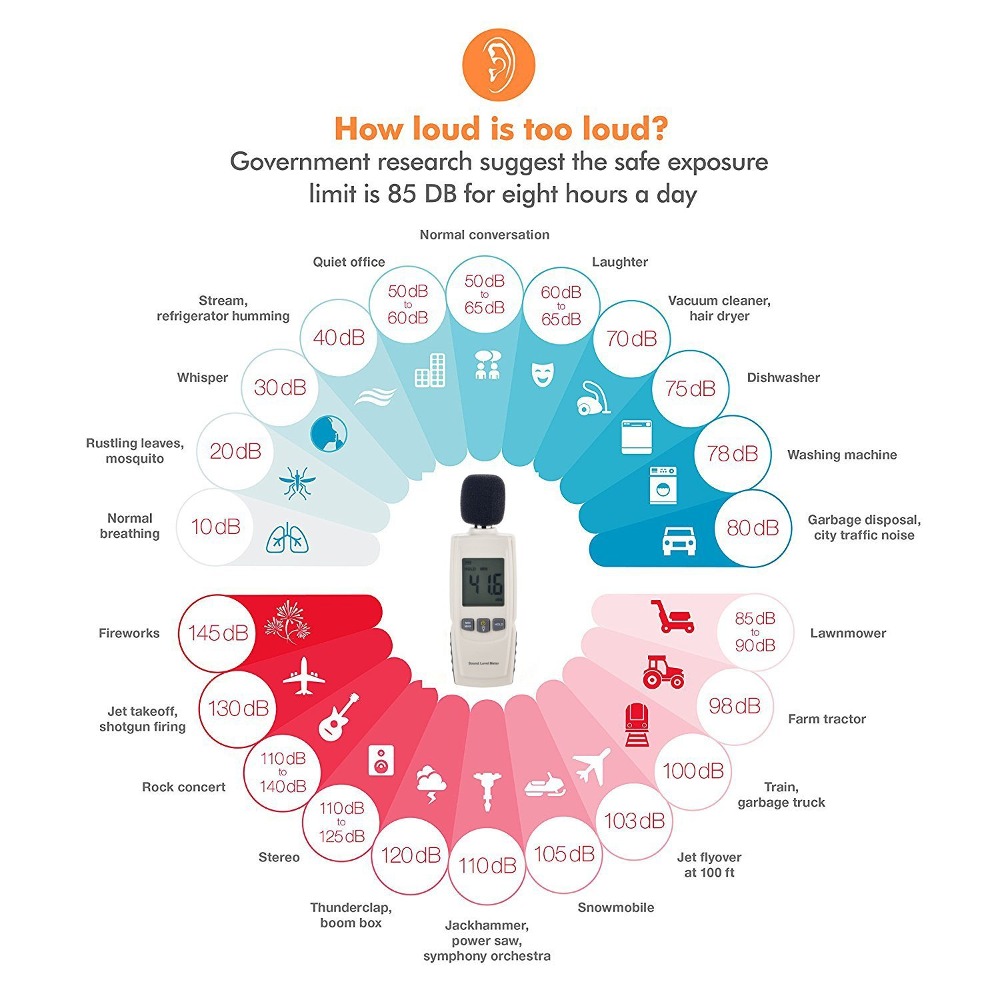 How loud is too loud?
Government research suggest the safe exposure
limit is 85 DB for eight hours a day
Normal conversation
50 dB
to
65 dB
Quiet office
50 dB
to
60 dB
Laughter
60 dB
to
65 dB
Stream,
refrigerator humming
40 dB
Vacuum cleaner,
hair dryer
70 dB
Whisper
30 dB
Dishwasher
75 dB
Rustling leaves,
mosquito
20 dB
Washing machine
78 dB
Normal
breathing
10 dB
Garbage disposal,
city traffic noise
80 dB
HOLD MIN
41.6
dBA
MIN
MAX
HOLD
Sound Level Meter
Fireworks
145 dB
Lawnmower
85 dB
to
90 dB
Jet takeoff,
shotgun firing
130 dB
Farm tractor
98 dB
Rock concert
110 dB
to
140 dB
Train,
garbage truck
100 dB
Stereo
110 dB
to
125 dB
Jet flyover
at 100 ft
103 dB
Thunderclap,
boom box
120 dB
Snowmobile
105 dB
Jackhammer,
power saw,
symphony orchestra
110 dB